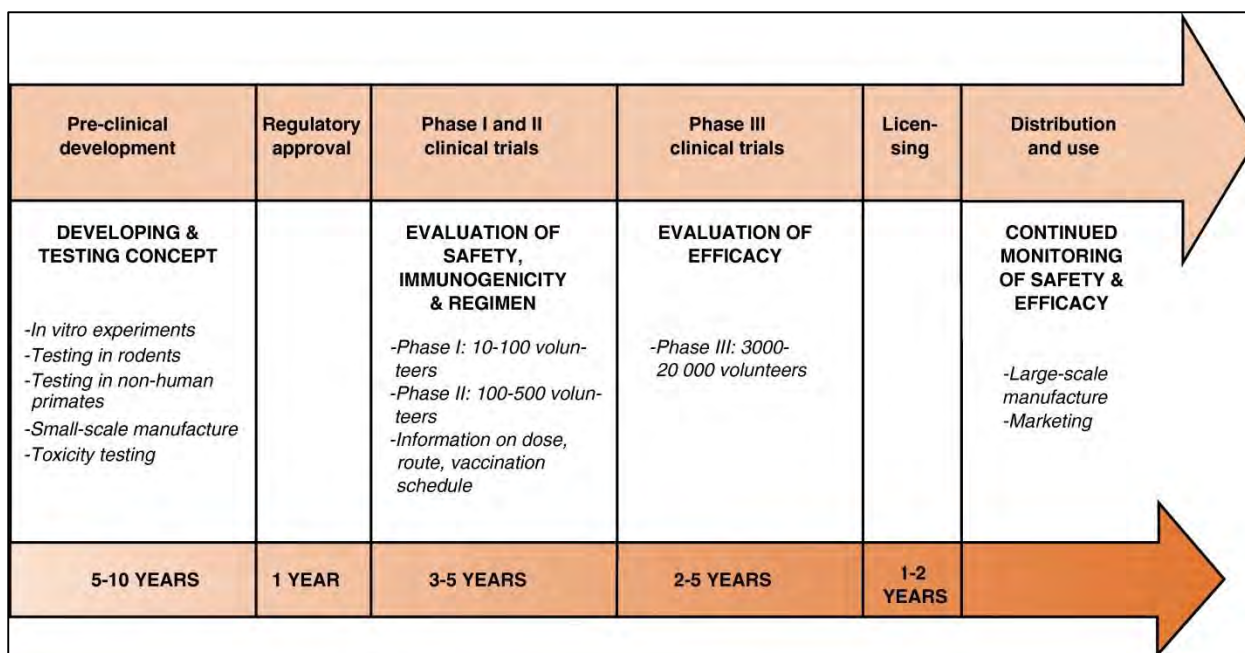 Pre-clinical
development
Regulatory
approval
Phase I and II
clinical trials
Phase III
clinical trials
Licen-
sing
Distribution
and use
DEVELOPING &
TESTING CONCEPT
-In vitro experiments
-Testing in rodents
-Testing in non-human
primates
-Small-scale manufacture
-Toxicity testing
EVALUATION OF
SAFETY,
IMMUNOGENICITY
& REGIMEN
-Phase I: 10-100 volun-
teers
-Phase II: 100-500 volun-
teers
-Information on dose,
route, vaccination
schedule
EVALUATION OF
EFFICACY
-Phase III: 3000-
20 000 volunteers
CONTINUED
MONITORING
OF SAFETY &
EFFICACY
-Large-scale
manufacture
-Marketing
5-10 YEARS
1 YEAR
3-5 YEARS
2-5 YEARS
1-2
YEARS